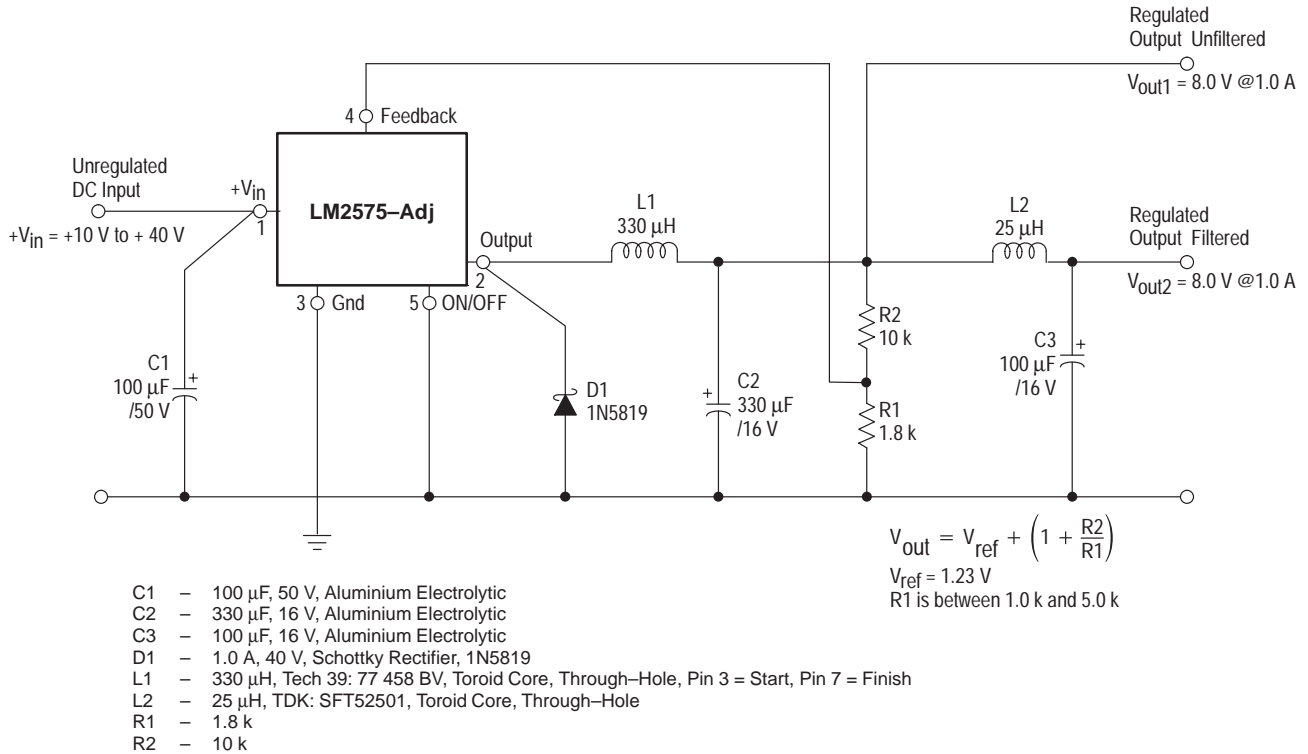 Regulated
Output Unfiltered
Vout1 = 8.0 V @1.0 A
4 Feedback
Unregulated
DC Input
+Vin
1
+Vin = +10 V to + 40 V
LM2575–Adj
Output
2
3 Gnd
5 ON/OFF
L1
330 µH
L2
25 µH
Regulated
Output Filtered
Vout2 = 8.0 V @1.0 A
C1
100 µF
/50 V
+
D1
1N5819
+
C2
330 µF
/16 V
R2
10 k
R1
1.8 k
C3
100 µF
/16 V
+
Vout = Vref + (1 + R2/R1)
Vref = 1.23 V
R1 is between 1.0 k and 5.0 k
C1 – 100 µF, 50 V, Aluminium Electrolytic
C2 – 330 µF, 16 V, Aluminium Electrolytic
C3 – 100 µF, 16 V, Aluminium Electrolytic
D1 – 1.0 A, 40 V, Schottky Rectifier, 1N5819
L1 – 330 µH, Tech 39: 77 458 BV, Toroid Core, Through–Hole, Pin 3 = Start, Pin 7 = Finish
L2 – 25 µH, TDK: SFT52501, Toroid Core, Through–Hole
R1 – 1.8 k
R2 – 10 k